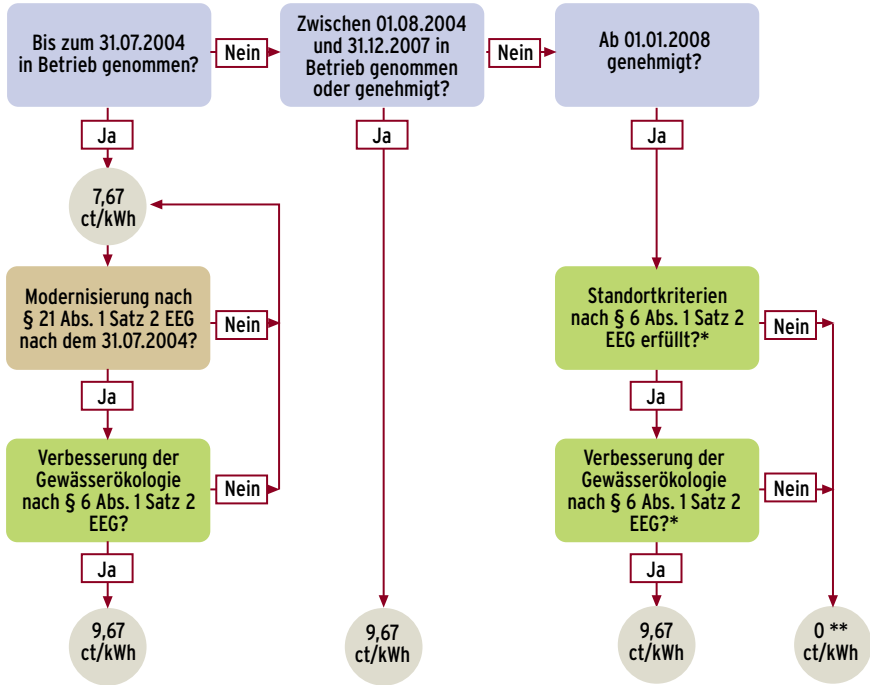 Bis zum 31.07.2004
in Betrieb genommen?
Nein
Zwischen 01.08.2004
und 31.12.2007 in
Betrieb genommen
oder genehmigt?
Nein
Ab 01.01.2008
genehmigt?
Ja
Ja
Ja
7,67
ct/kWh
Modernisierung nach
§ 21 Abs. 1 Satz 2 EEG
nach dem 31.07.2004?
Nein
Standortkriterien
nach § 6 Abs. 1 Satz 2
EEG erfüllt?*
Nein
Ja
Ja
Verbesserung der
Gewässerökologie
nach § 6 Abs. 1 Satz 2
EEG?
Nein
Verbesserung der
Gewässerökologie
nach § 6 Abs. 1 Satz 2
EEG?*
Nein
Ja
Ja
9,67
ct/kWh
9,67
ct/kWh
9,67
ct/kWh
0 **
ct/kWh